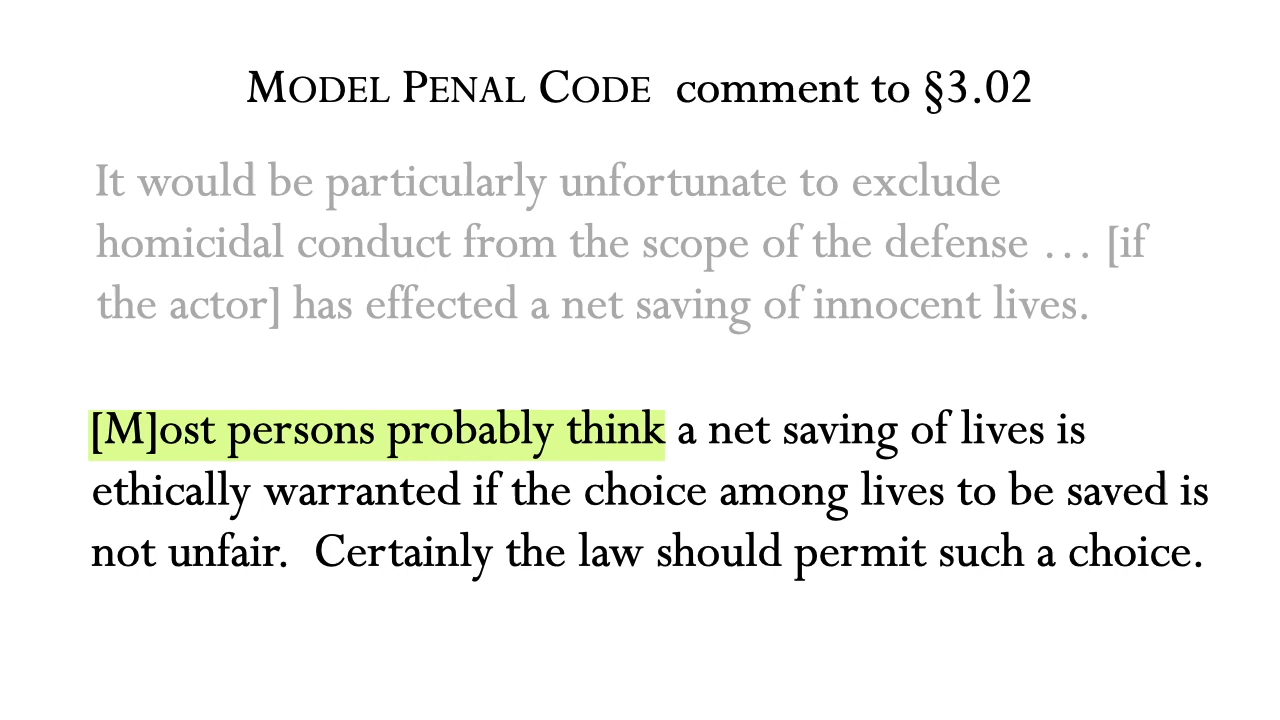 MODEL PENAL CODE comment to §3.02
It would be particularly unfortunate to exclude
homicidal conduct from the scope of the defense … [if
the actor] has effected a net saving of innocent lives.
[M]ost persons probably think a net saving of lives is
ethically warranted if the choice among lives to be saved is
not unfair.  Certainly the law should permit such a choice.